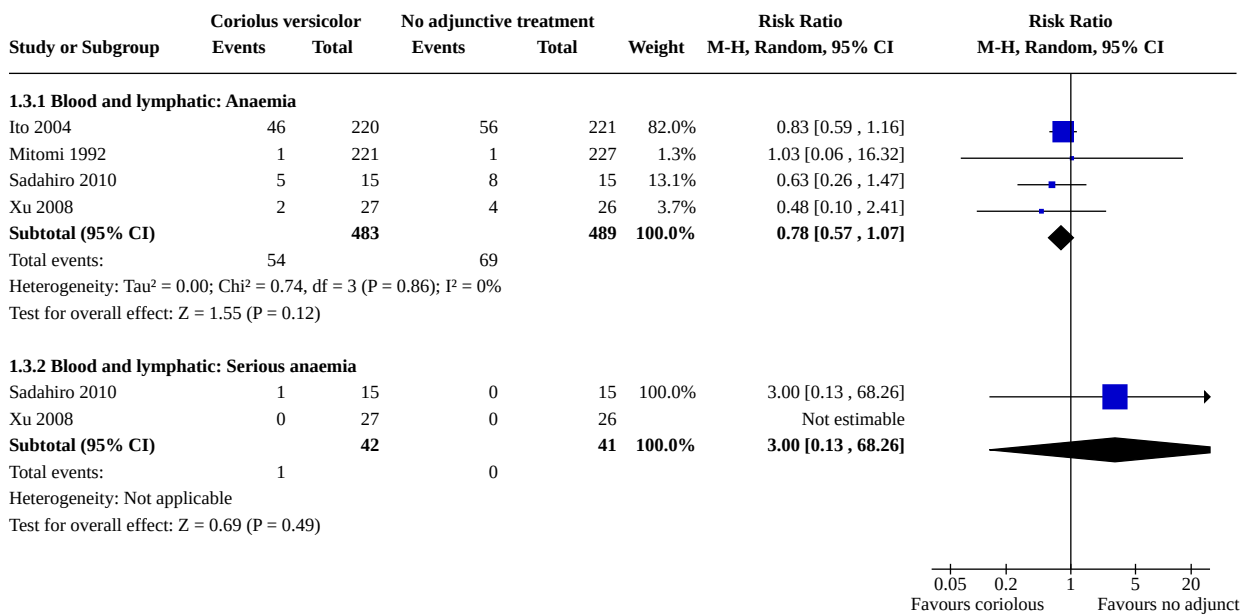 Coriolus versicolor No adjunctive treatment Risk Ratio Risk Ratio
Study or Subgroup Events Total Events Total Weight M-H, Random, 95% CI M-H, Random, 95% CI
1.3.1 Blood and lymphatic: Anaemia
Ito 2004 46 220 56 221 82.0% 0.83 [0.59 , 1.16]
Mitomi 1992 1 221 1 227 1.3% 1.03 [0.06 , 16.32]
Sadahiro 2010 5 15 8 15 13.1% 0.63 [0.26 , 1.47]
Xu 2008 2 27 4 26 3.7% 0.48 [0.10 , 2.41]
Subtotal (95% CI) 483 489 100.0% 0.78 [0.57 , 1.07]
Total events: 54 69
Heterogeneity: Tau² = 0.00; Chi² = 0.74, df = 3 (P = 0.86); I² = 0%
Test for overall effect: Z = 1.55 (P = 0.12)
1.3.2 Blood and lymphatic: Serious anaemia
Sadahiro 2010 1 15 0 15 100.0% 3.00 [0.13 , 68.26]
Xu 2008 0 27 0 26 Not estimable
Subtotal (95% CI) 42 41 100.0% 3.00 [0.13 , 68.26]
Total events: 1 0
Heterogeneity: Not applicable
Test for overall effect: Z = 0.69 (P = 0.49)
0.05 0.2 1 5 20
Favours coriolous Favours no adjunct